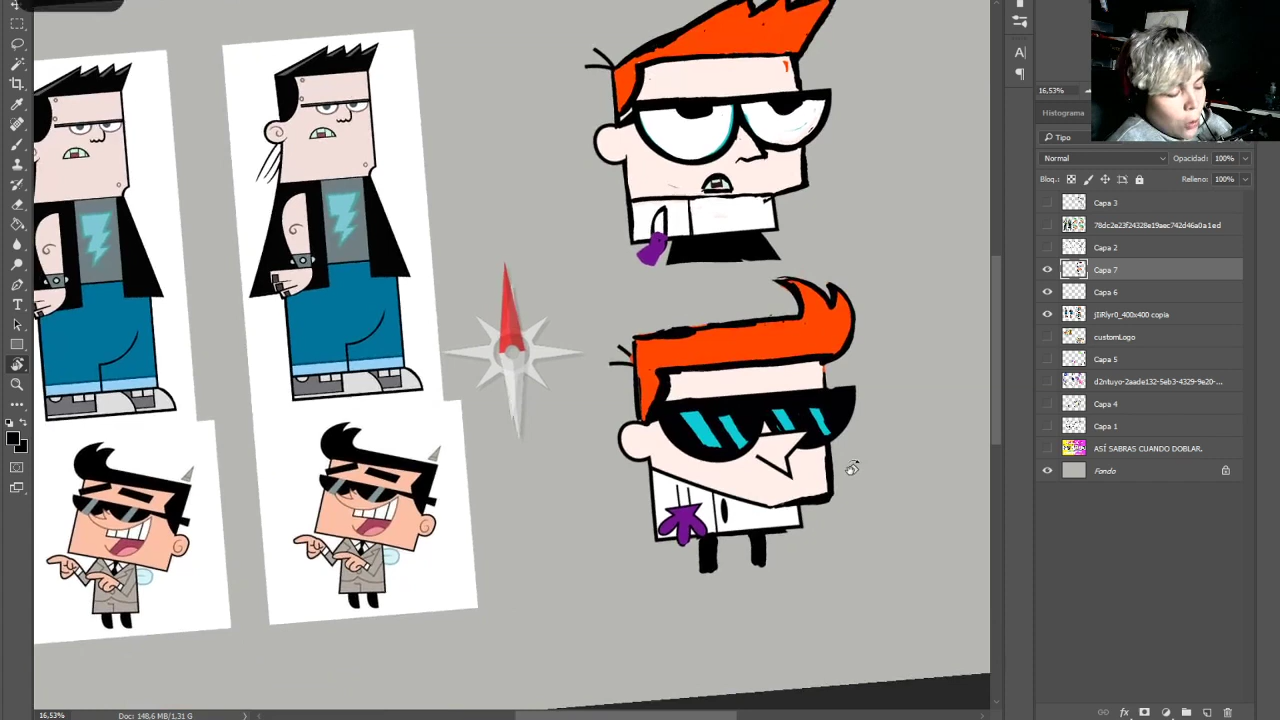 16,53%
Histograma
Tipo
Normal
Opacidad: 100%
Bloq.:
Relleno: 100%
Capa 3
78dc2e23f24328e19aec742d46a0a1ed
Capa 2
Capa 7
Capa 6
jIiRlyr0_400x400 copia
customLogo
Capa 5
d2ntuyo-2aade132-5eb3-4329-9e20-...
Capa 4
Capa 1
ASÍ SABRAS CUANDO DOBLAR.
Fondo
16,53%
Doc: 148,6 MB/1,31 G